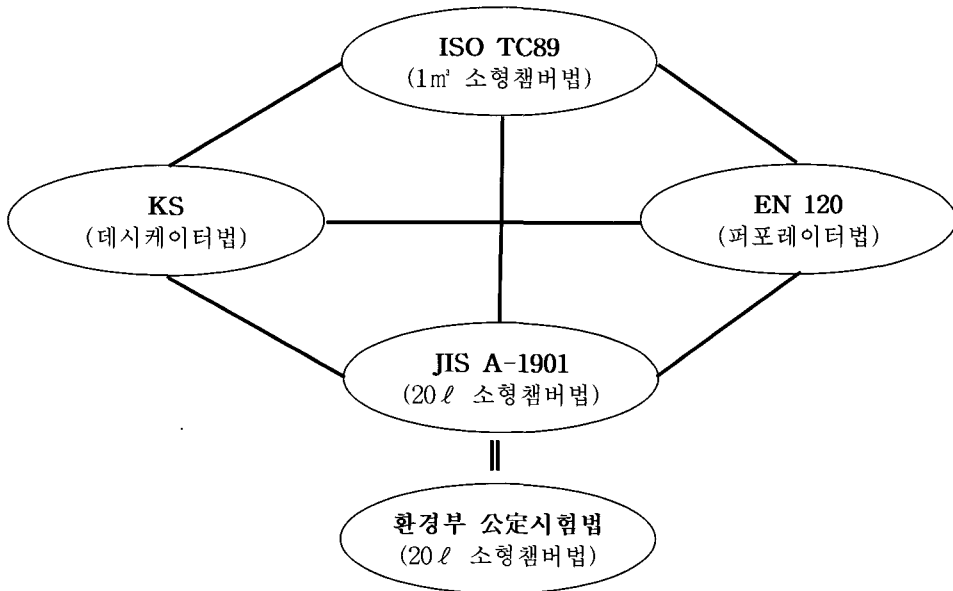 ISO TC89
(1㎥ 소형챔버법)
KS
(데시케이터법)
EN 120
(퍼포레이터법)
JIS A-1901
(20ℓ 소형챔버법)
환경부 公定시험법
(20ℓ 소형챔버법)